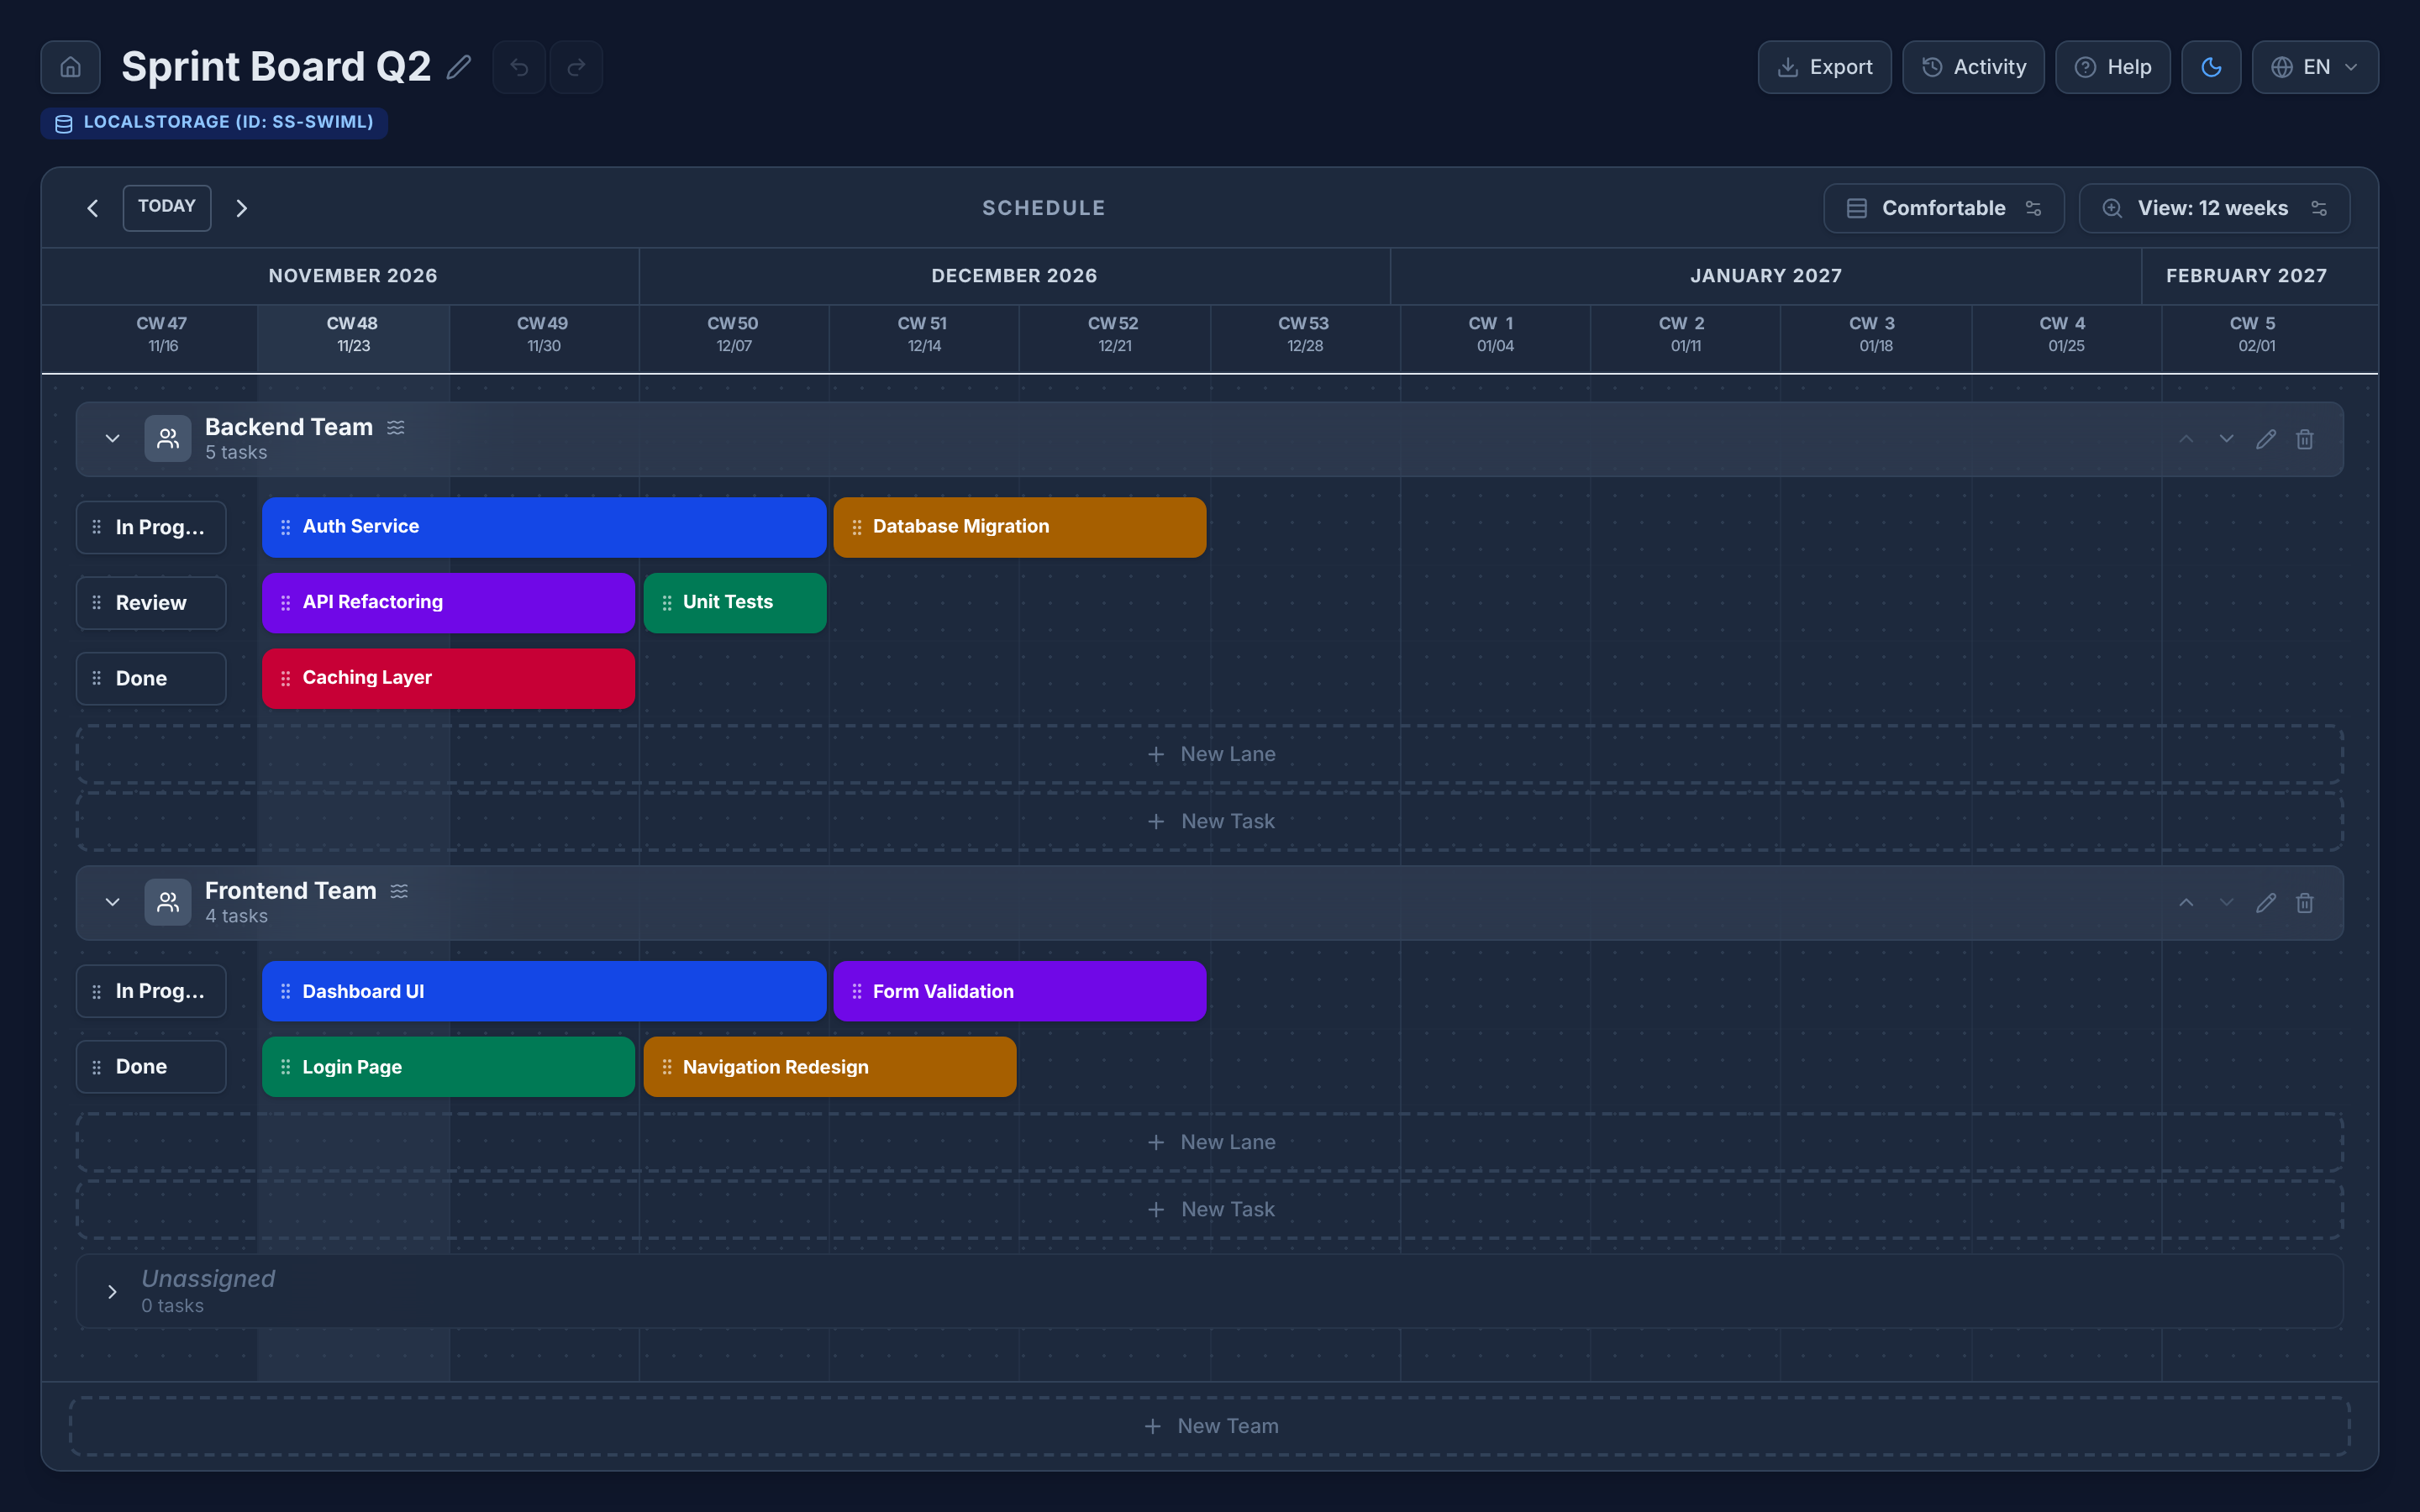 Sprint Board Q2
Export
Activity
Help
EN
LOCALSTORAGE (ID: SS-SWIML)
TODAY
SCHEDULE
Comfortable
View: 12 weeks
NOVEMBER 2026
DECEMBER 2026
JANUARY 2027
FEBRUARY 2027
CW 47
11/16
CW 48
11/23
CW 49
11/30
CW 50
12/07
CW 51
12/14
CW 52
12/21
CW 53
12/28
CW 1
01/04
CW 2
01/11
CW 3
01/18
CW 4
01/25
CW 5
02/01
Backend Team
5 tasks
In Prog...
Auth Service
Database Migration
Review
API Refactoring
Unit Tests
Done
Caching Layer
New Lane
New Task
Frontend Team
4 tasks
In Prog...
Dashboard UI
Form Validation
Done
Login Page
Navigation Redesign
New Lane
New Task
Unassigned
0 tasks
New Team